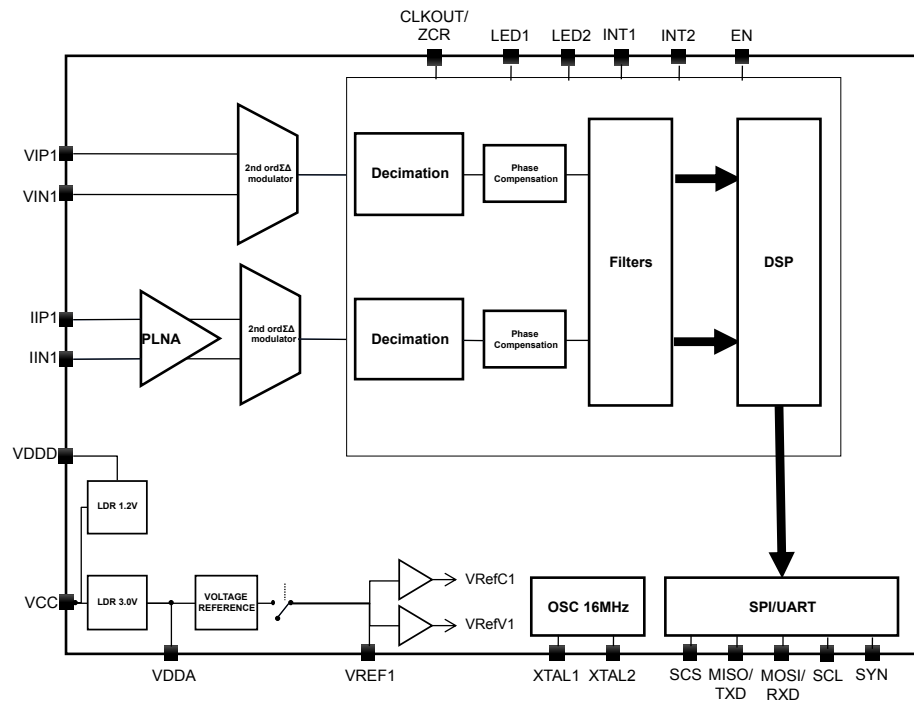 CLKOUT/
ZCR
LED1
LED2
INT1
INT2
EN
VIP1
VIN1
2nd ordΣΔ
modulator
Decimation
Phase
Compensation
Filters
DSP
IIP1
IIN1
PLNA
2nd ordΣΔ
modulator
Decimation
Phase
Compensation
VDDD
LDR 1.2V
VCC
LDR 3.0V
VOLTAGE
REFERENCE
VRefC1
VRefV1
OSC 16MHz
SPI/UART
VDDA
VREF1
XTAL1
XTAL2
SCS
MISO/
TXD
MOSI/
RXD
SCL
SYN